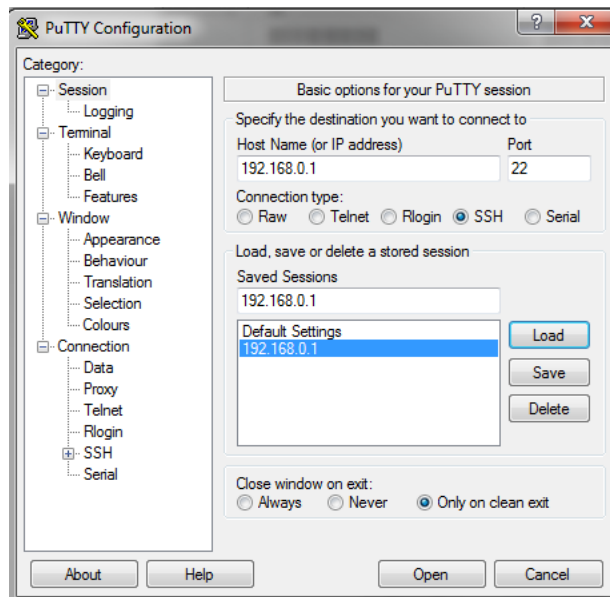 PuTTY Configuration
Category:
Session
Logging
Terminal
Keyboard
Bell
Features
Window
Appearance
Behaviour
Translation
Selection
Colours
Connection
Data
Proxy
Telnet
Rlogin
SSH
Serial
Basic options for your PuTTY session
Specify the destination you want to connect to
Host Name (or IP address) Port
192.168.0.1 22
Connection type:
Raw Telnet Rlogin SSH Serial
Load, save or delete a stored session
Saved Sessions
192.168.0.1
Default Settings
192.168.0.1
Load
Save
Delete
Close window on exit:
Always Never Only on clean exit
About Help Open Cancel